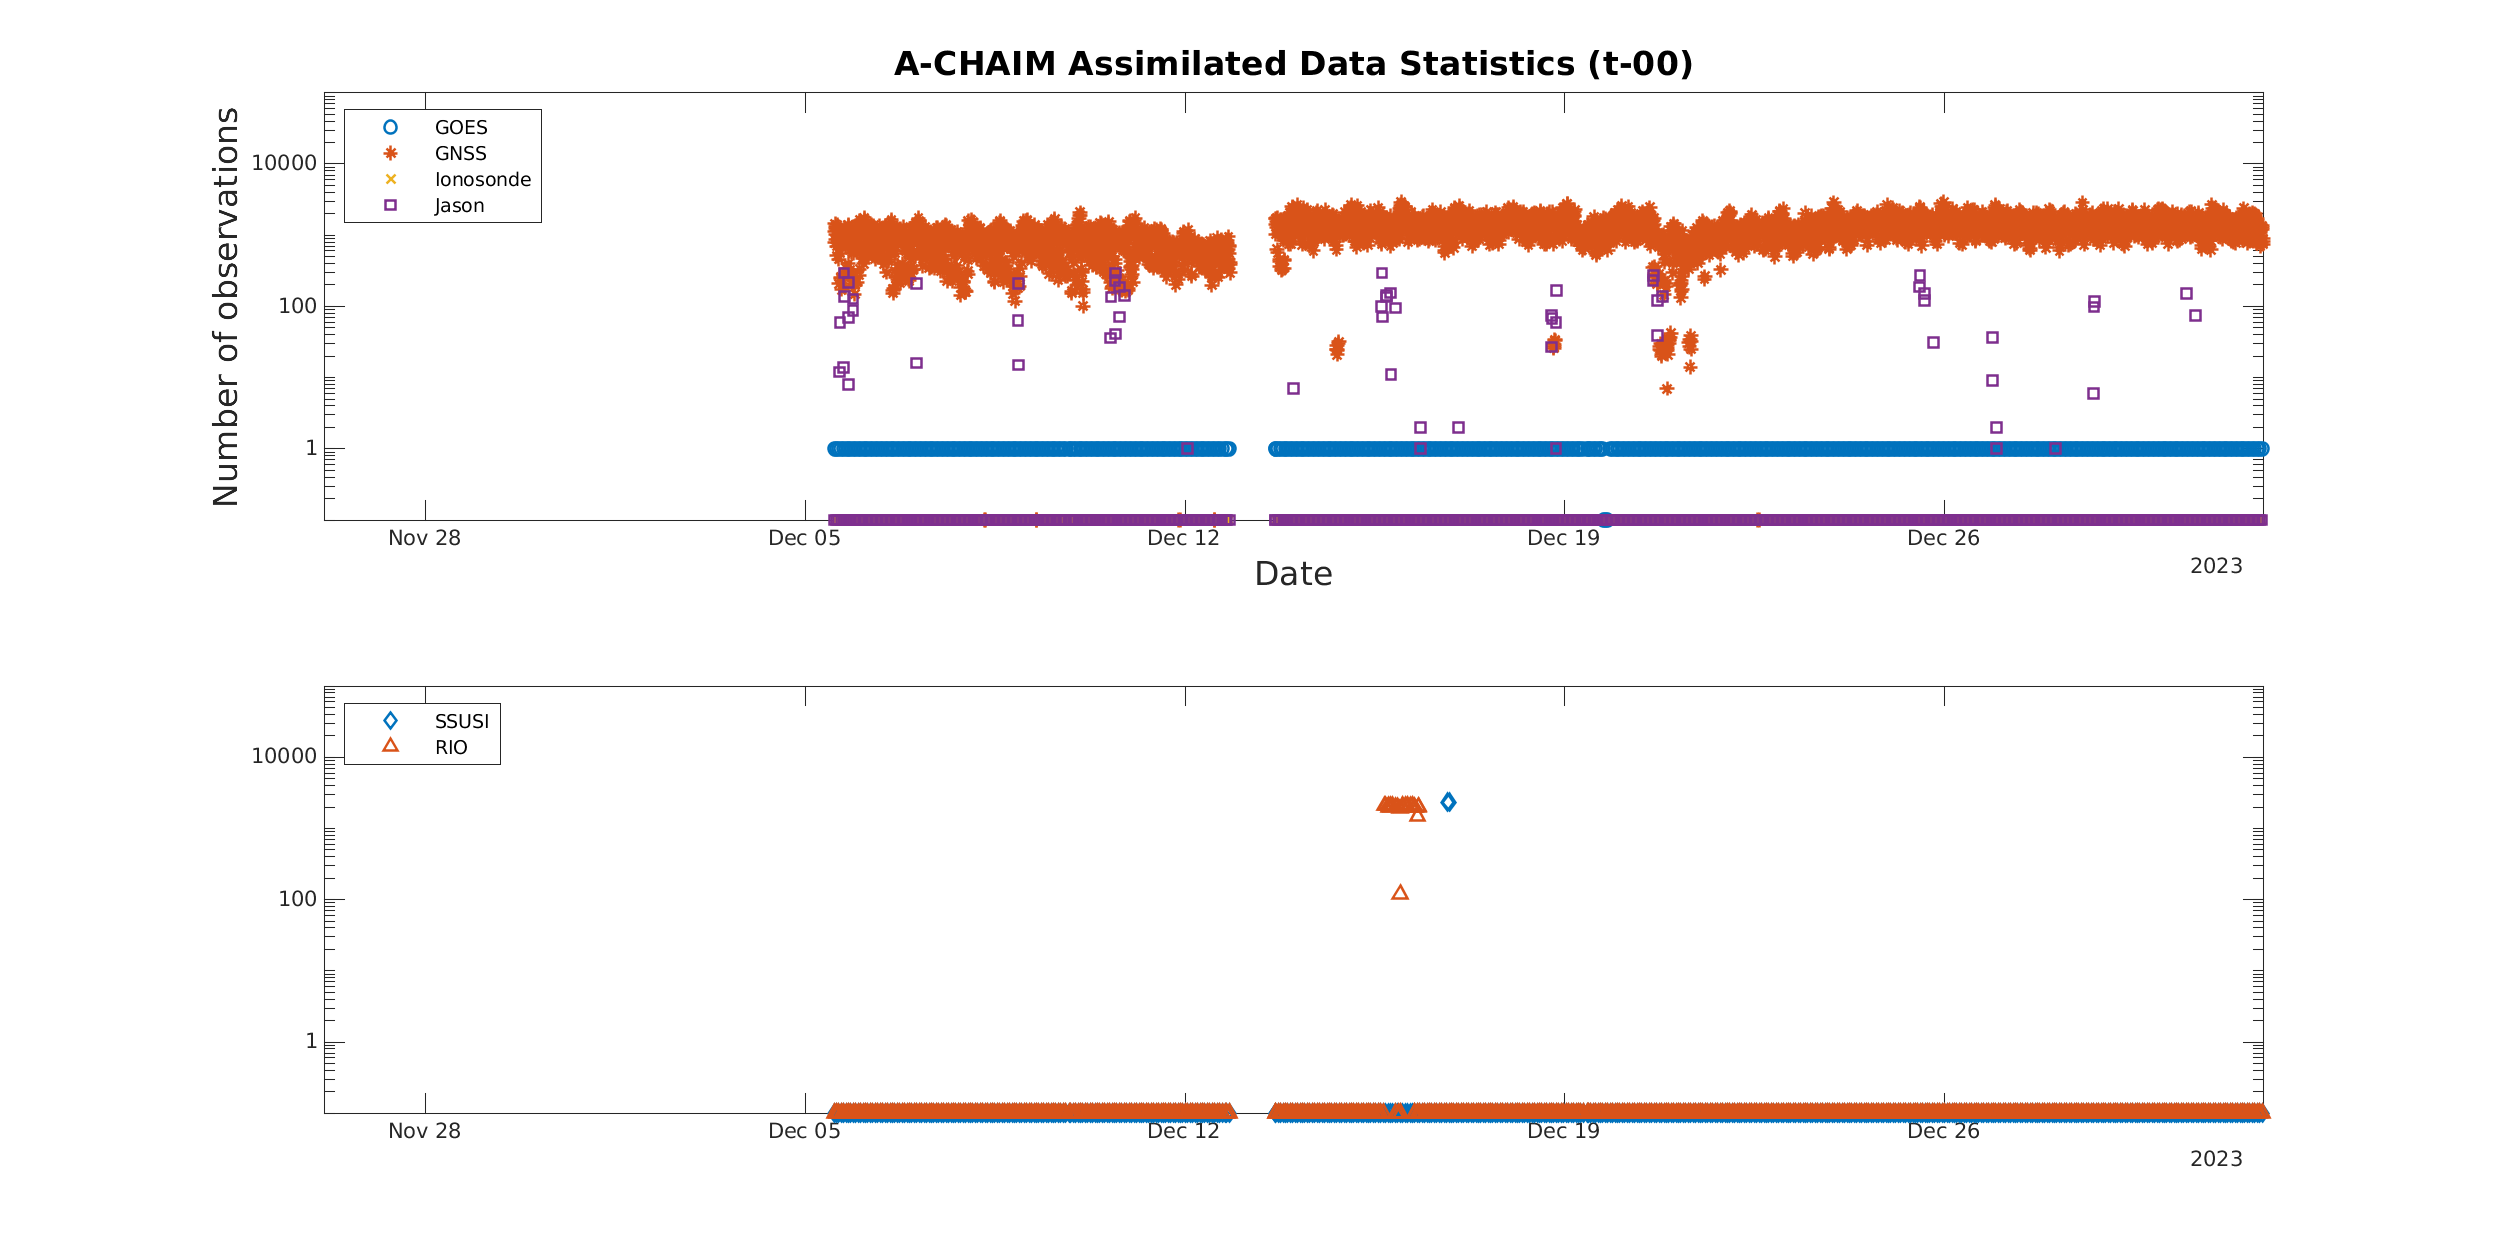 A-CHAIM Assimilated Data Statistics (t-00)
Number of observations
GOES
GNSS
Ionosonde
Jason
10000
100
1
Nov 28 Dec 05 Dec 12 Dec 19 Dec 26
2023
Date
SSUSI
RIO
10000
100
1
Nov 28 Dec 05 Dec 12 Dec 19 Dec 26
2023